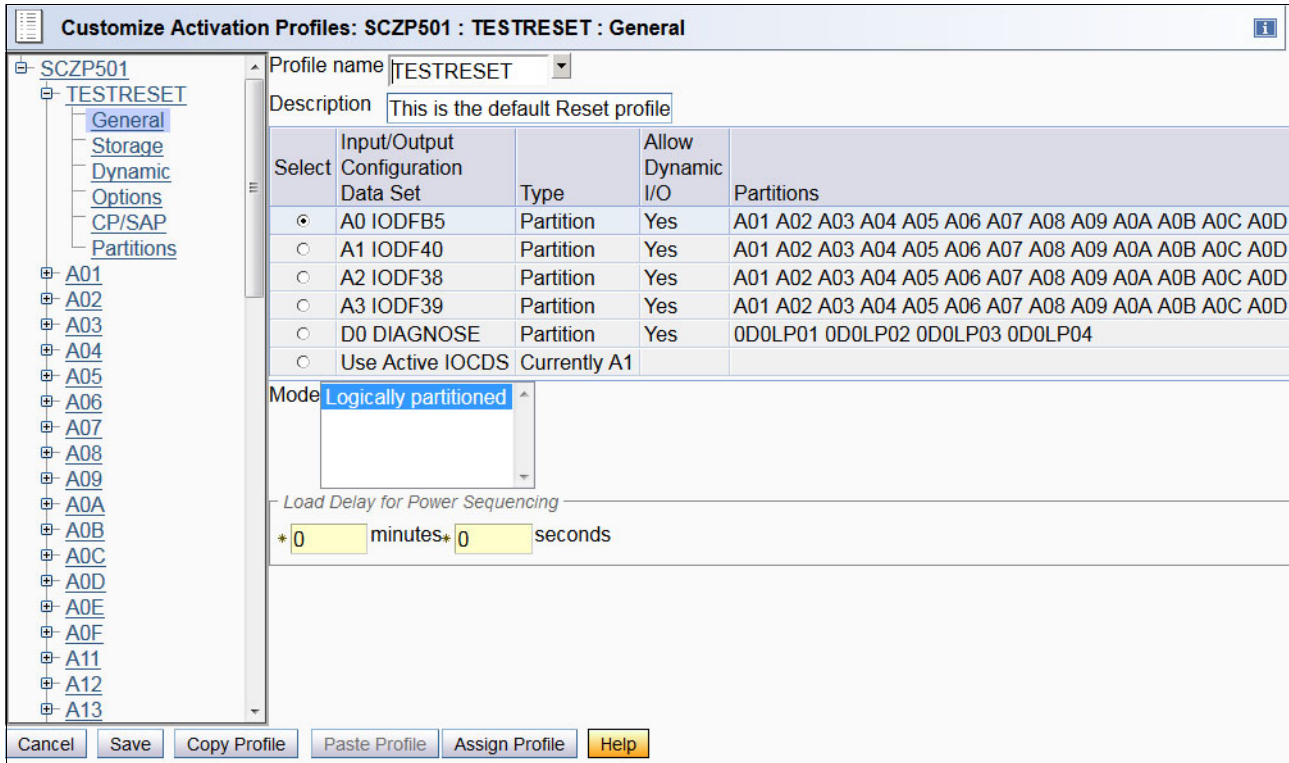 Customize Activation Profiles: SCZP501 : TESTRESET : General
i
SCZP501
TESTRESET
General
Storage
Dynamic
Options
CP/SAP
Partitions
A01
A02
A03
A04
A05
A06
A07
A08
A09
A0A
A0B
A0C
A0D
A0E
A0F
A11
A12
A13
Profile name TESTRESET
Description This is the default Reset profile
Select Input/Output Configuration Data Set Type Allow Dynamic I/O Partitions
A0 IODFB5 Partition Yes A01 A02 A03 A04 A05 A06 A07 A08 A09 A0A A0B A0C A0D
A1 IODF40 Partition Yes A01 A02 A03 A04 A05 A06 A07 A08 A09 A0A A0B A0C A0D
A2 IODF38 Partition Yes A01 A02 A03 A04 A05 A06 A07 A08 A09 A0A A0B A0C A0D
A3 IODF39 Partition Yes A01 A02 A03 A04 A05 A06 A07 A08 A09 A0A A0B A0C A0D
D0 DIAGNOSE Partition Yes 0D0LP01 0D0LP02 0D0LP03 0D0LP04
Use Active IOCDS Currently A1
Mode Logically partitioned
Load Delay for Power Sequencing
* 0 minutes * 0 seconds
Cancel Save Copy Profile Paste Profile Assign Profile Help